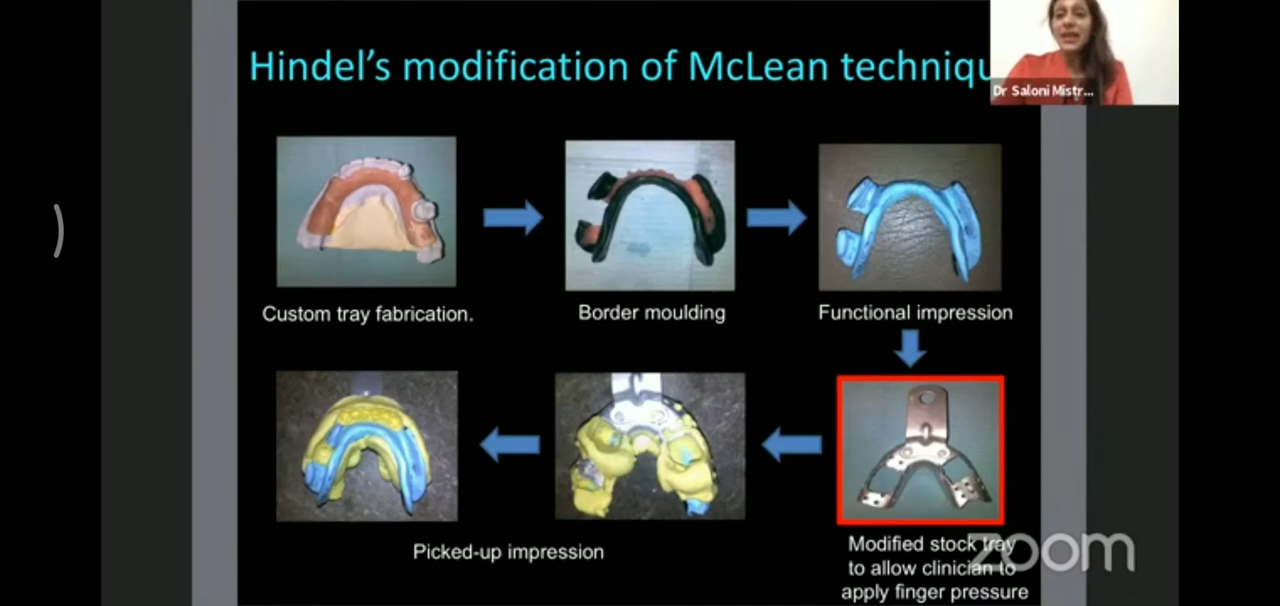 Hindel's modification of McLean techniqu
Dr Saloni Mistr...
Custom tray fabrication.
Border moulding
Functional impression
Picked-up impression
Modified stock tray
to allow clinician to
apply finger pressure
zoom